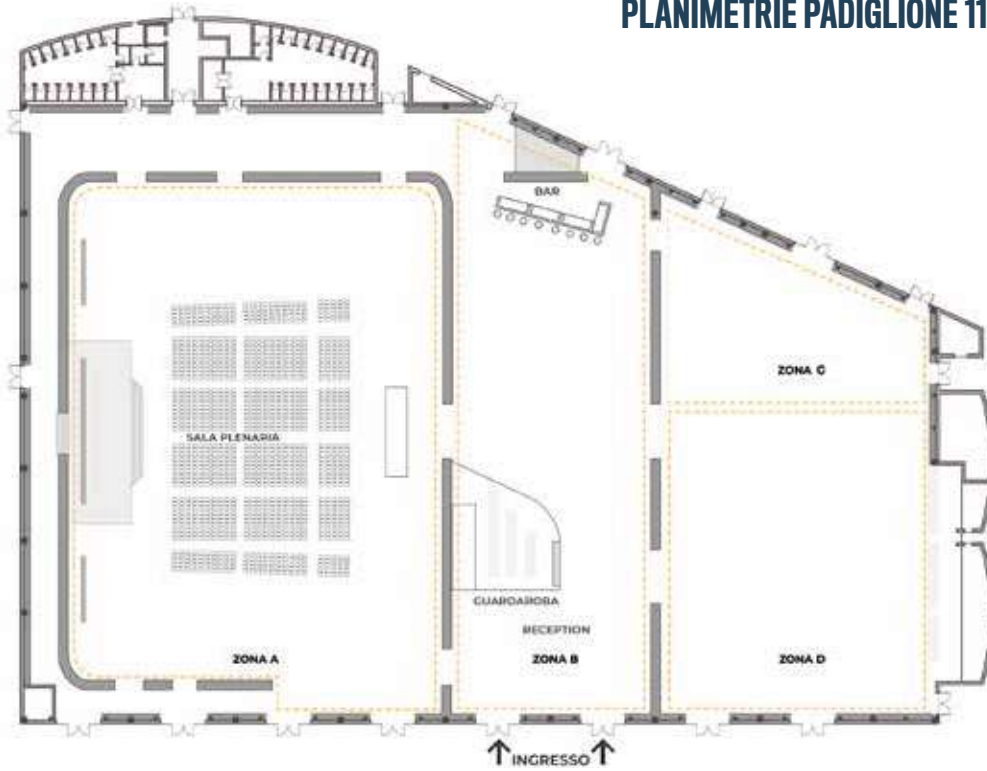 PLANIMETRIE PADIGLIONE 11
BAR
ZONA C
SALA PLENARIA
GUARDAROBA
RECEPTION
ZONA A
ZONA B
ZONA D
INGRESSO